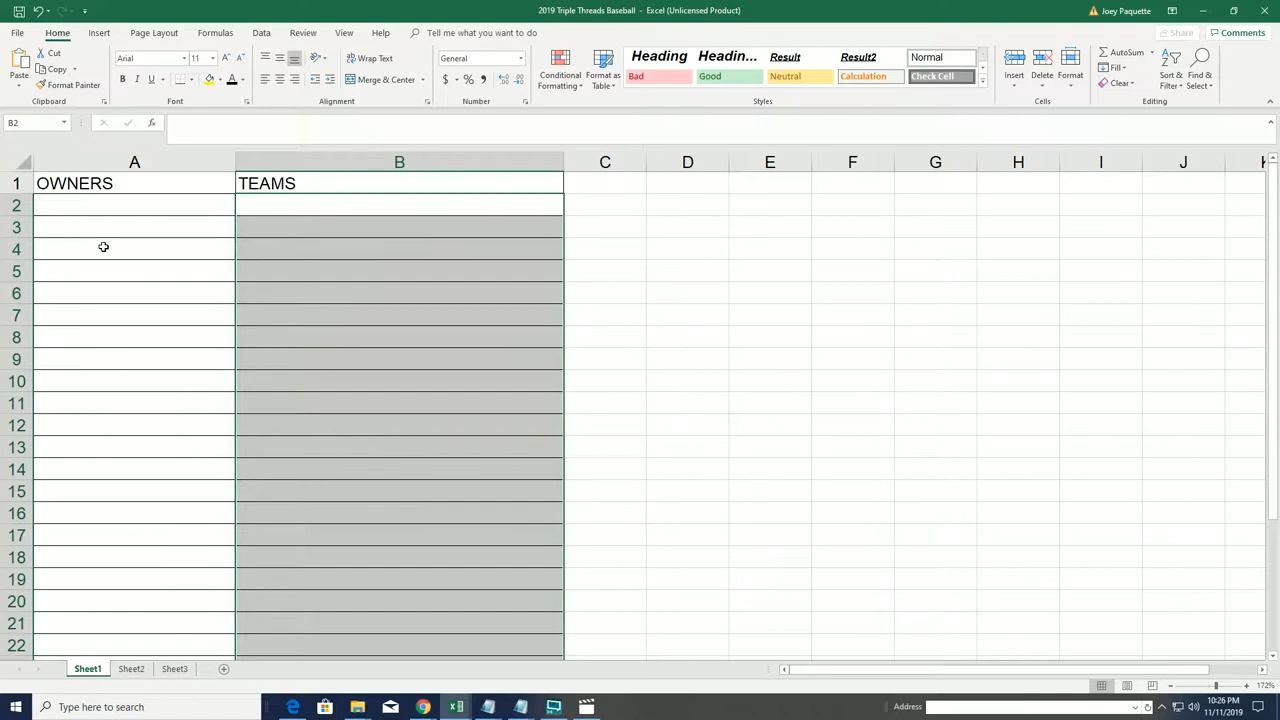 2019 Triple Threads Baseball - Excel (Unlicensed Product)
Joey Paquette
File Home Insert Page Layout Formulas Data Review View Help Tell me what you want to do
Share Comments
Paste Cut Copy Format Painter
Clipboard
Arial 11
B I U A
Font
Wrap Text
Merge & Center
Alignment
General
$ % ,
Number
Conditional Formatting Format as Table
Heading Headin... Result Result2 Normal
Bad Good Neutral Calculation Check Cell
Styles
Insert Delete Format
Cells
AutoSum Fill Clear
Sort & Filter Find & Select
Editing
B2 fx
A B C D E F G H I J K
1 OWNERS TEAMS
2
3
4
5
6
7
8
9
10
11
12
13
14
15
16
17
18
19
20
21
22
Sheet1 Sheet2 Sheet3
172%
Type here to search
Address
10:26 PM
11/11/2019